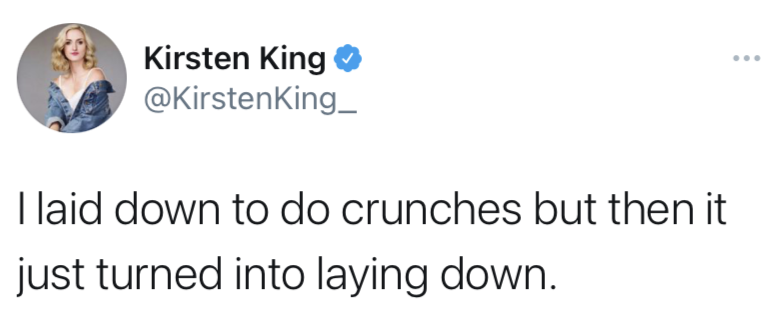 Kirsten King
@KirstenKing_
I laid down to do crunches but then it
just turned into laying down.